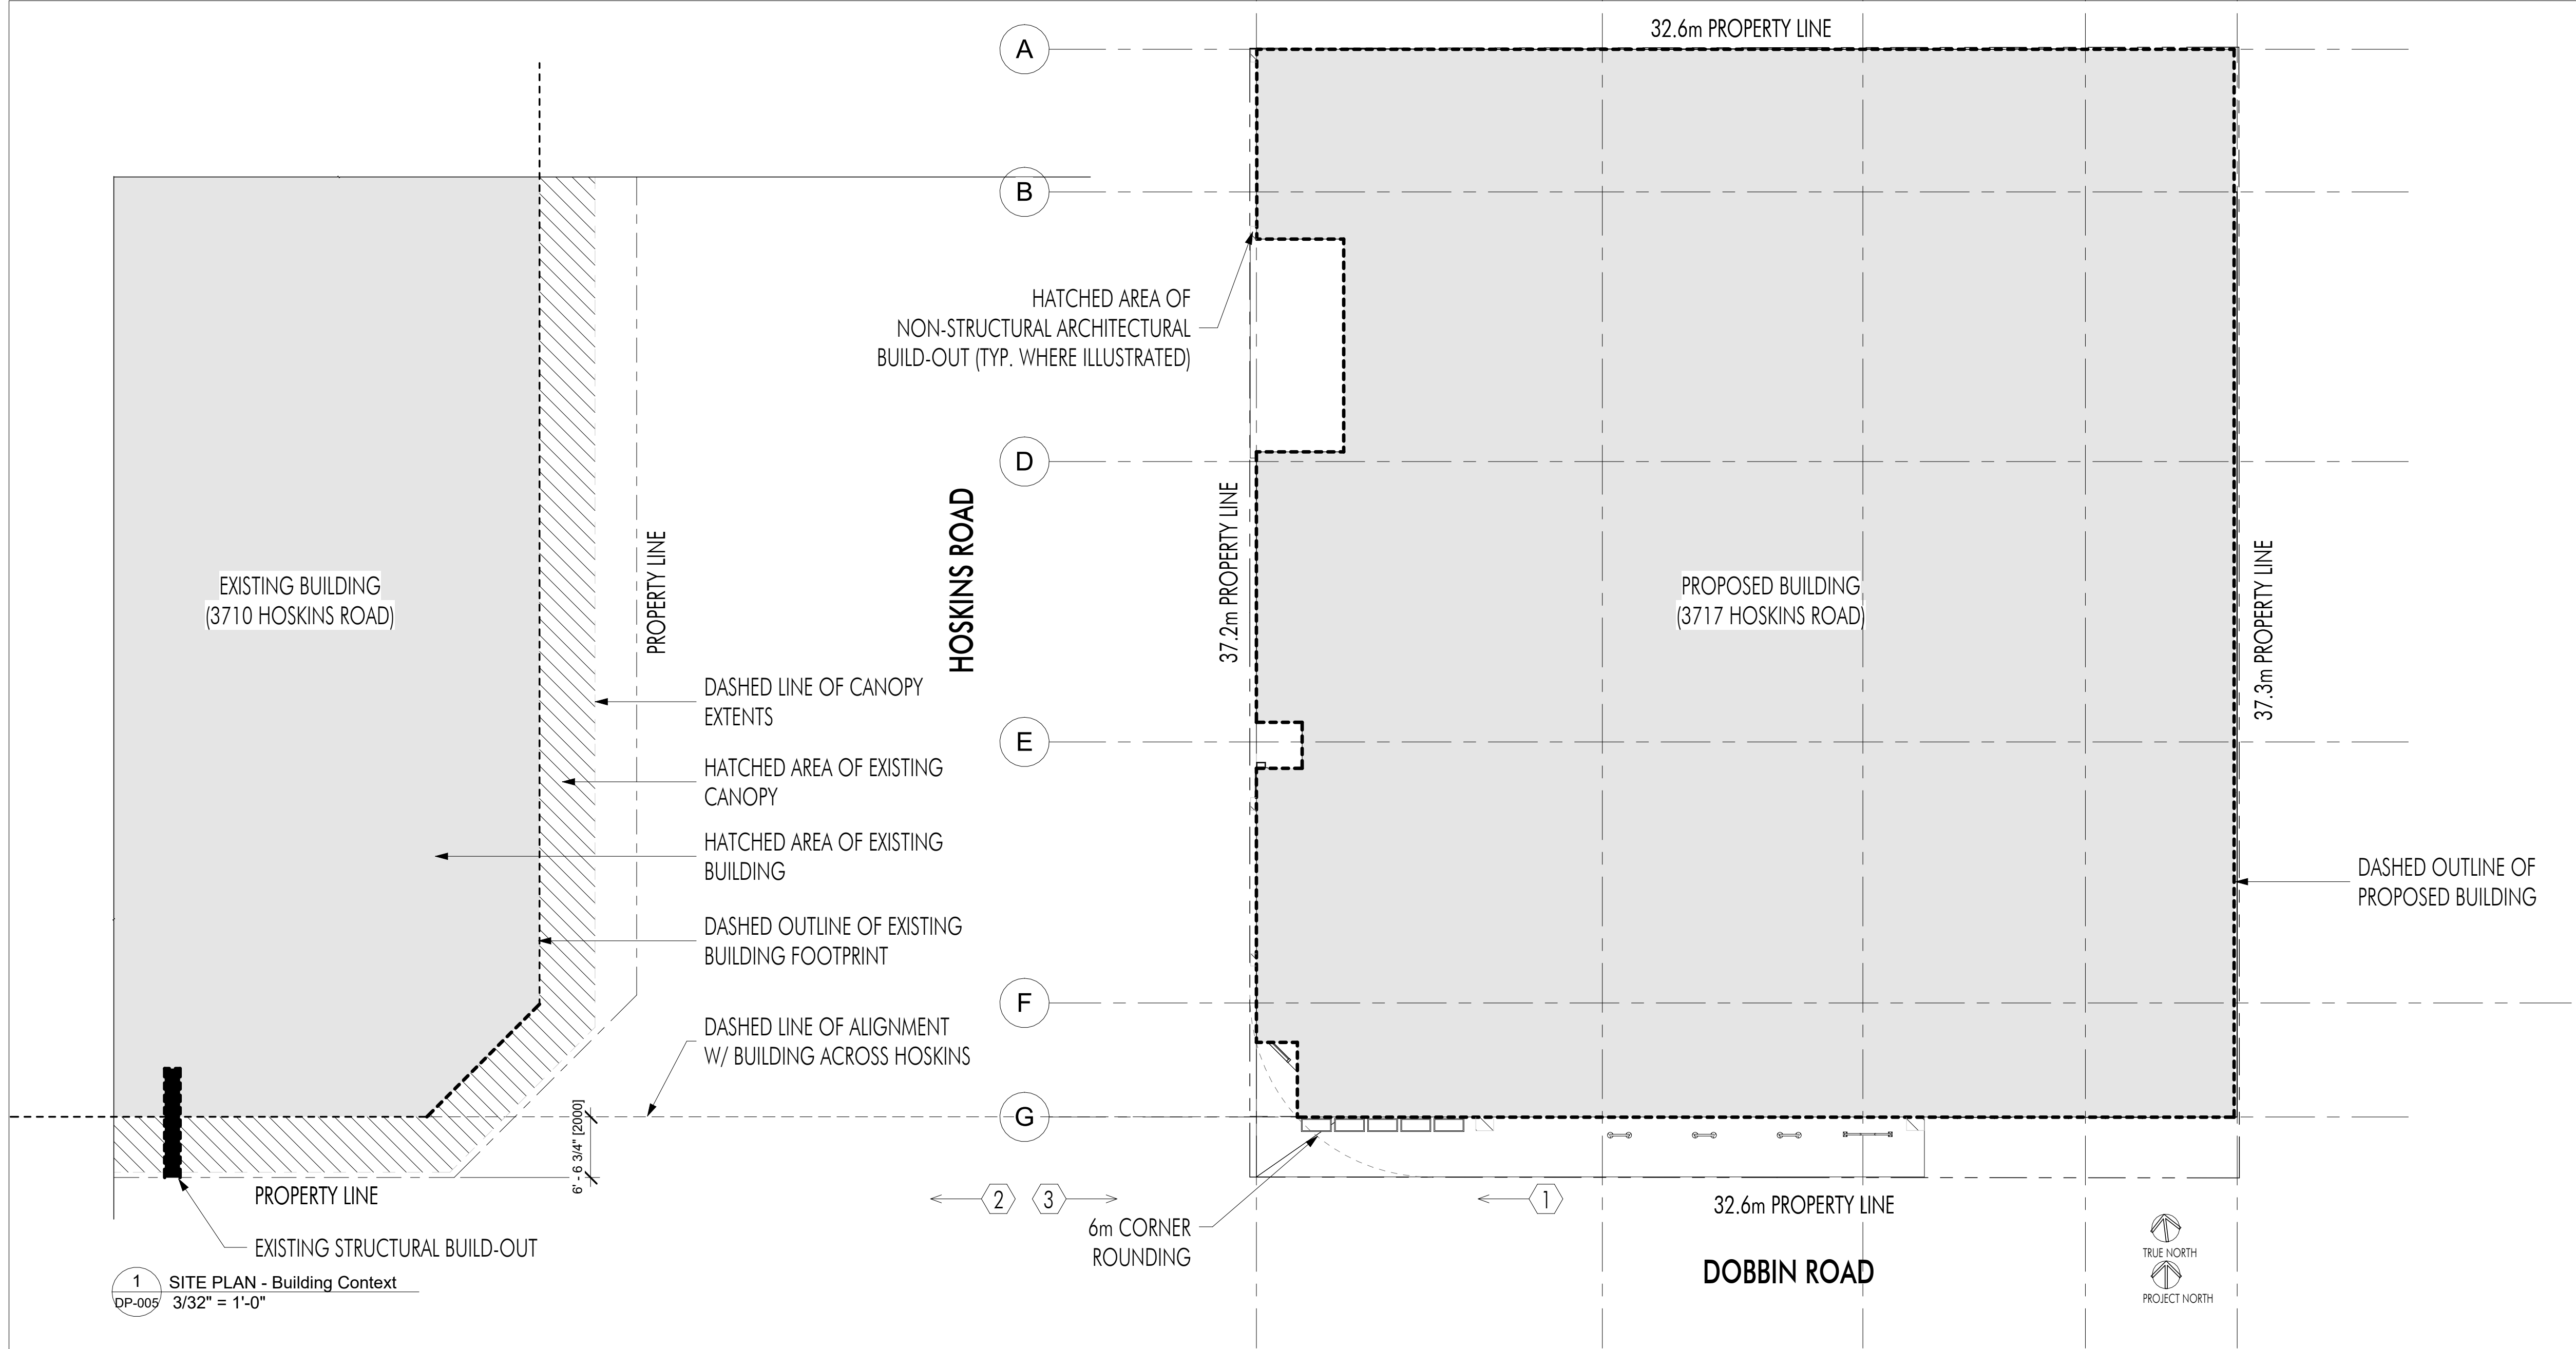 32.6m PROPERTY LINE
A
B
HATCHED AREA OF
NON-STRUCTURAL ARCHITECTURAL
BUILD-OUT (TYP. WHERE ILLUSTRATED)
D
HOSKINS ROAD
37.2m PROPERTY LINE
PROPERTY LINE
37.3m PROPERTY LINE
EXISTING BUILDING
(3710 HOSKINS ROAD)
PROPOSED BUILDING
(3717 HOSKINS ROAD)
DASHED LINE OF CANOPY
EXTENTS
E
HATCHED AREA OF EXISTING
CANOPY
HATCHED AREA OF EXISTING
BUILDING
DASHED OUTLINE OF
PROPOSED BUILDING
DASHED OUTLINE OF EXISTING
BUILDING FOOTPRINT
F
DASHED LINE OF ALIGNMENT
W/ BUILDING ACROSS HOSKINS
G
6' - 6 3/4" [2000]
PROPERTY LINE
2
3
1
32.6m PROPERTY LINE
6m CORNER
ROUNDING
EXISTING STRUCTURAL BUILD-OUT
DOBBIN ROAD
TRUE NORTH
PROJECT NORTH
1
DP-005
SITE PLAN - Building Context
3/32" = 1'-0"